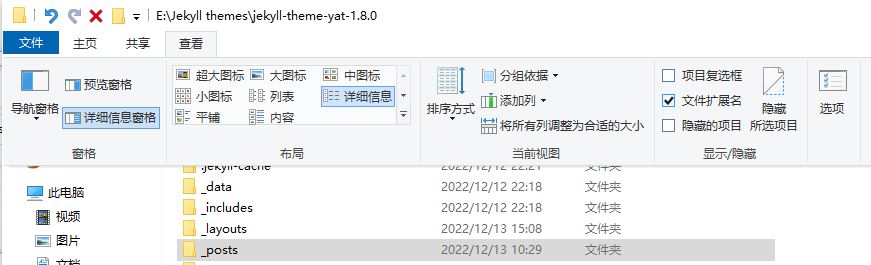 E:\Jekyll themes\jekyll-theme-yat-1.8.0
文件 主页 共享 查看
导航窗格
预览窗格
详细信息窗格
窗格
超大图标 大图标 中图标
小图标 列表 详细信息
平铺 内容
布局
排序方式
分组依据
添加列
将所有列调整为合适的大小
当前视图
项目复选框
文件扩展名
隐藏的项目
隐藏
所选项目
显示/隐藏
选项
.jekyll-cache 2022/12/12 22:21 文件夹
_data 2022/12/12 22:18 文件夹
_includes 2022/12/12 22:18 文件夹
_layouts 2022/12/13 15:08 文件夹
_posts 2022/12/13 10:29 文件夹
此电脑
视频
图片
文档